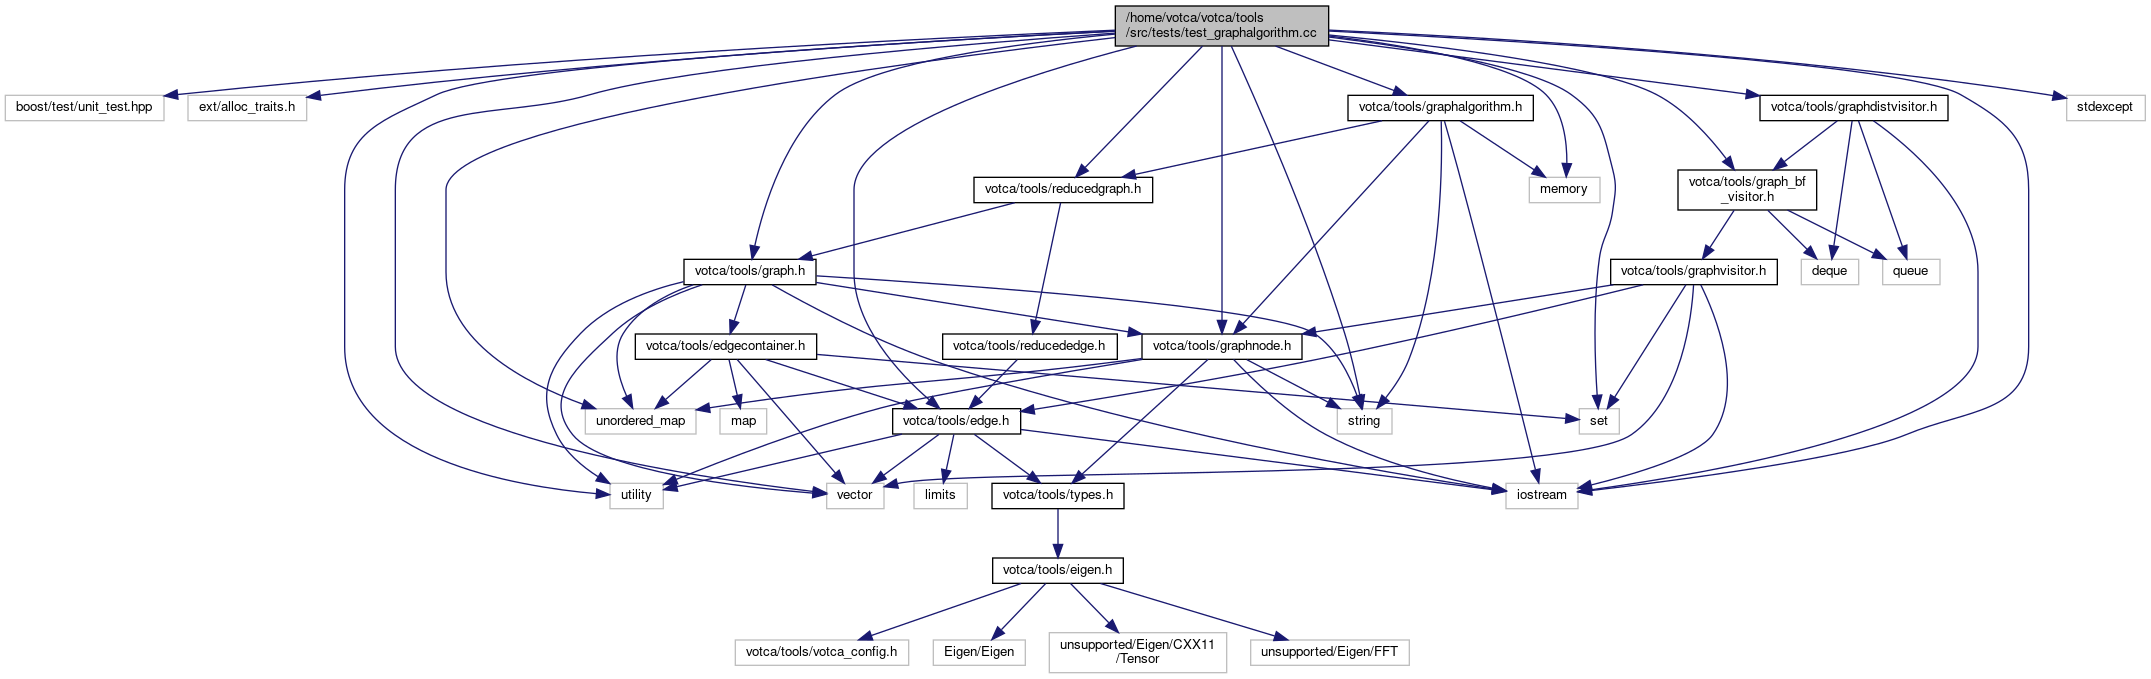 /home/votca/votca/tools
/src/tests/test_graphalgorithm.cc
boost/test/unit_test.hpp
ext/alloc_traits.h
votca/tools/graphalgorithm.h
votca/tools/graphdistvisitor.h
stdexcept
votca/tools/reducedgraph.h
memory
votca/tools/graph_bf
_visitor.h
votca/tools/graph.h
votca/tools/graphvisitor.h
deque
queue
votca/tools/edgecontainer.h
votca/tools/reducededge.h
votca/tools/graphnode.h
unordered_map
map
votca/tools/edge.h
string
set
utility
vector
limits
votca/tools/types.h
iostream
votca/tools/eigen.h
votca/tools/votca_config.h
Eigen/Eigen
unsupported/Eigen/CXX11
/Tensor
unsupported/Eigen/FFT